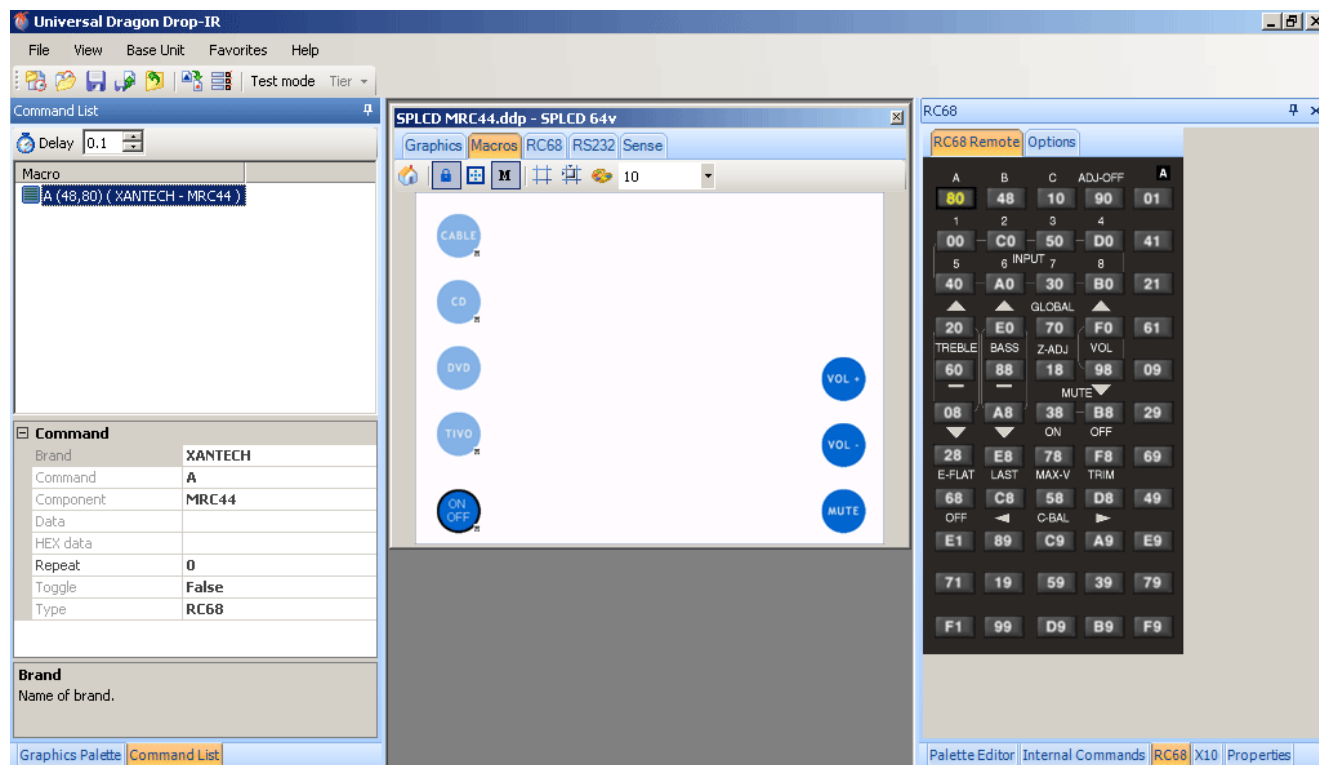 Universal Dragon Drop-IR
File View Base Unit Favorites Help
Test mode Tier
Command List
Delay 0.1
Macro
A (48,80) ( XANTECH - MRC44 )
Command
Brand XANTECH
Command A
Component MRC44
Data
HEX data
Repeat 0
Toggle False
Type RC68
Brand
Name of brand.
Graphics Palette Command List
SPLCD MRC44.ddp - SPLCD 64v
Graphics Macros RC68 RS232 Sense
M 10
CABLE
CD
DVD
TIVO
ON
OFF
VOL +
VOL -
MUTE
RC68
RC68 Remote Options
A B C ADJ-OFF A
80 48 10 90 01
1 2 3 4
00 C0 50 D0 41
5 6 INPUT 7 8
40 A0 30 B0 21
GLOBAL
20 E0 70 F0 61
TREBLE BASS Z-ADJ VOL
60 88 18 98 09
MUTE
08 A8 38 B8 29
ON OFF
28 E8 78 F8 69
E-FLAT LAST MAX-V TRIM
68 C8 58 D8 49
OFF C-BAL
E1 89 C9 A9 E9
71 19 59 39 79
F1 99 D9 B9 F9
Palette Editor Internal Commands RC68 X10 Properties